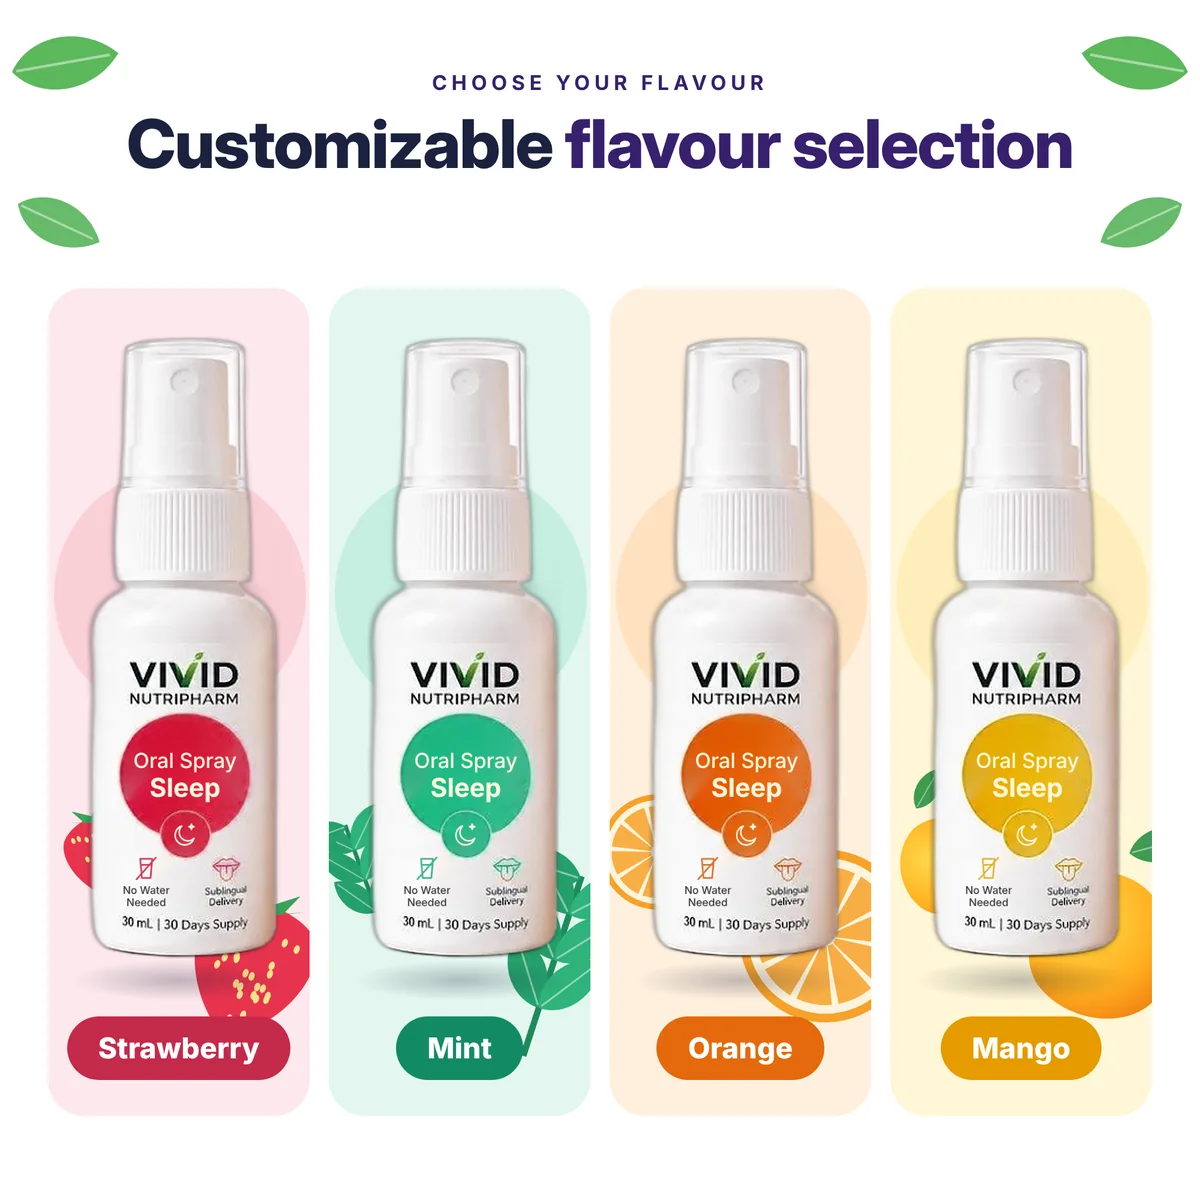 CHOOSE YOUR FLAVOUR
Customizable flavour selection
VIVID
NUTRIPHARM
Oral Spray
Sleep
No Water
Needed
Sublingual
Delivery
30 mL | 30 Days Supply
Strawberry
VIVID
NUTRIPHARM
Oral Spray
Sleep
No Water
Needed
Sublingual
Delivery
30 mL | 30 Days Supply
Mint
VIVID
NUTRIPHARM
Oral Spray
Sleep
No Water
Needed
Sublingual
Delivery
30 mL | 30 Days Supply
Orange
VIVID
NUTRIPHARM
Oral Spray
Sleep
No Water
Needed
Sublingual
Delivery
30 mL | 30 Days Supply
Mango